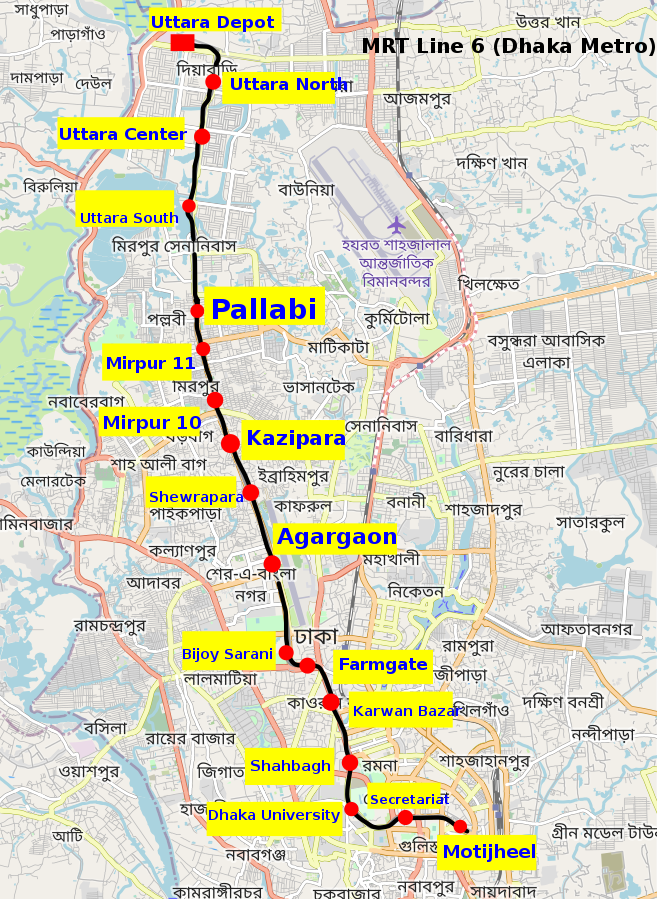 সাধুপাড়া
Uttara Depot
উত্তর খান
পাড়াগাঁও
MRT Line 6 (Dhaka Metro)
দিয়াবাড়ি
দামপাড়া
দেউল
Uttara North
আজমপুর
Uttara Center
দক্ষিণ খান
বিরুলিয়া
বাউনিয়া
Uttara South
মিরপুর সেনানিবাস
হযরত শাহজালাল
আন্তর্জাতিক
বিমানবন্দর
খিলক্ষেত
Pallabi
পল্লবী
কুর্মিটোলা
মাটিকাটা
বসুন্ধরা আবাসিক
এলাকা
Mirpur 11
মিরপুর
ভাসানটেক
নবাবেরবাগ
Mirpur 10
সেনানিবাস
Kazipara
বারিধারা
কাউন্দিয়া
শাহ আলী বাগ
ইব্রাহিমপুর
নুরের চালা
মেলারটেক
Shewrapara
কাফরুল
বনানী
শাহজাদপুর
পাইকপাড়া
আমিনবাজার
সাতারকুল
Agargaon
কল্যাণপুর
মহাখালী
আদাবর
শের-এ-বাংলা
নগর
নিকেতন
রামচন্দ্রপুর
ঢাকা
আফতাবনগর
Bijoy Sarani
Farmgate
রামপুরা
লালমাটিয়া
Karwan Bazar
খিলগাঁও
দক্ষিণ বনশ্রী
বসিলা
রায়ের বাজার
নন্দীপাড়া
Shahbagh
রমনা
শাহজাহানপুর
ওয়াশপুর
জিগাত
Secretariat
Dhaka University
আটি
গ্রীন মডেল টাউন
Motijheel
নবাবগঞ্জ
নবাবপুর
কামরাঙ্গীরচর
চকবাজার
সায়দাবাদ